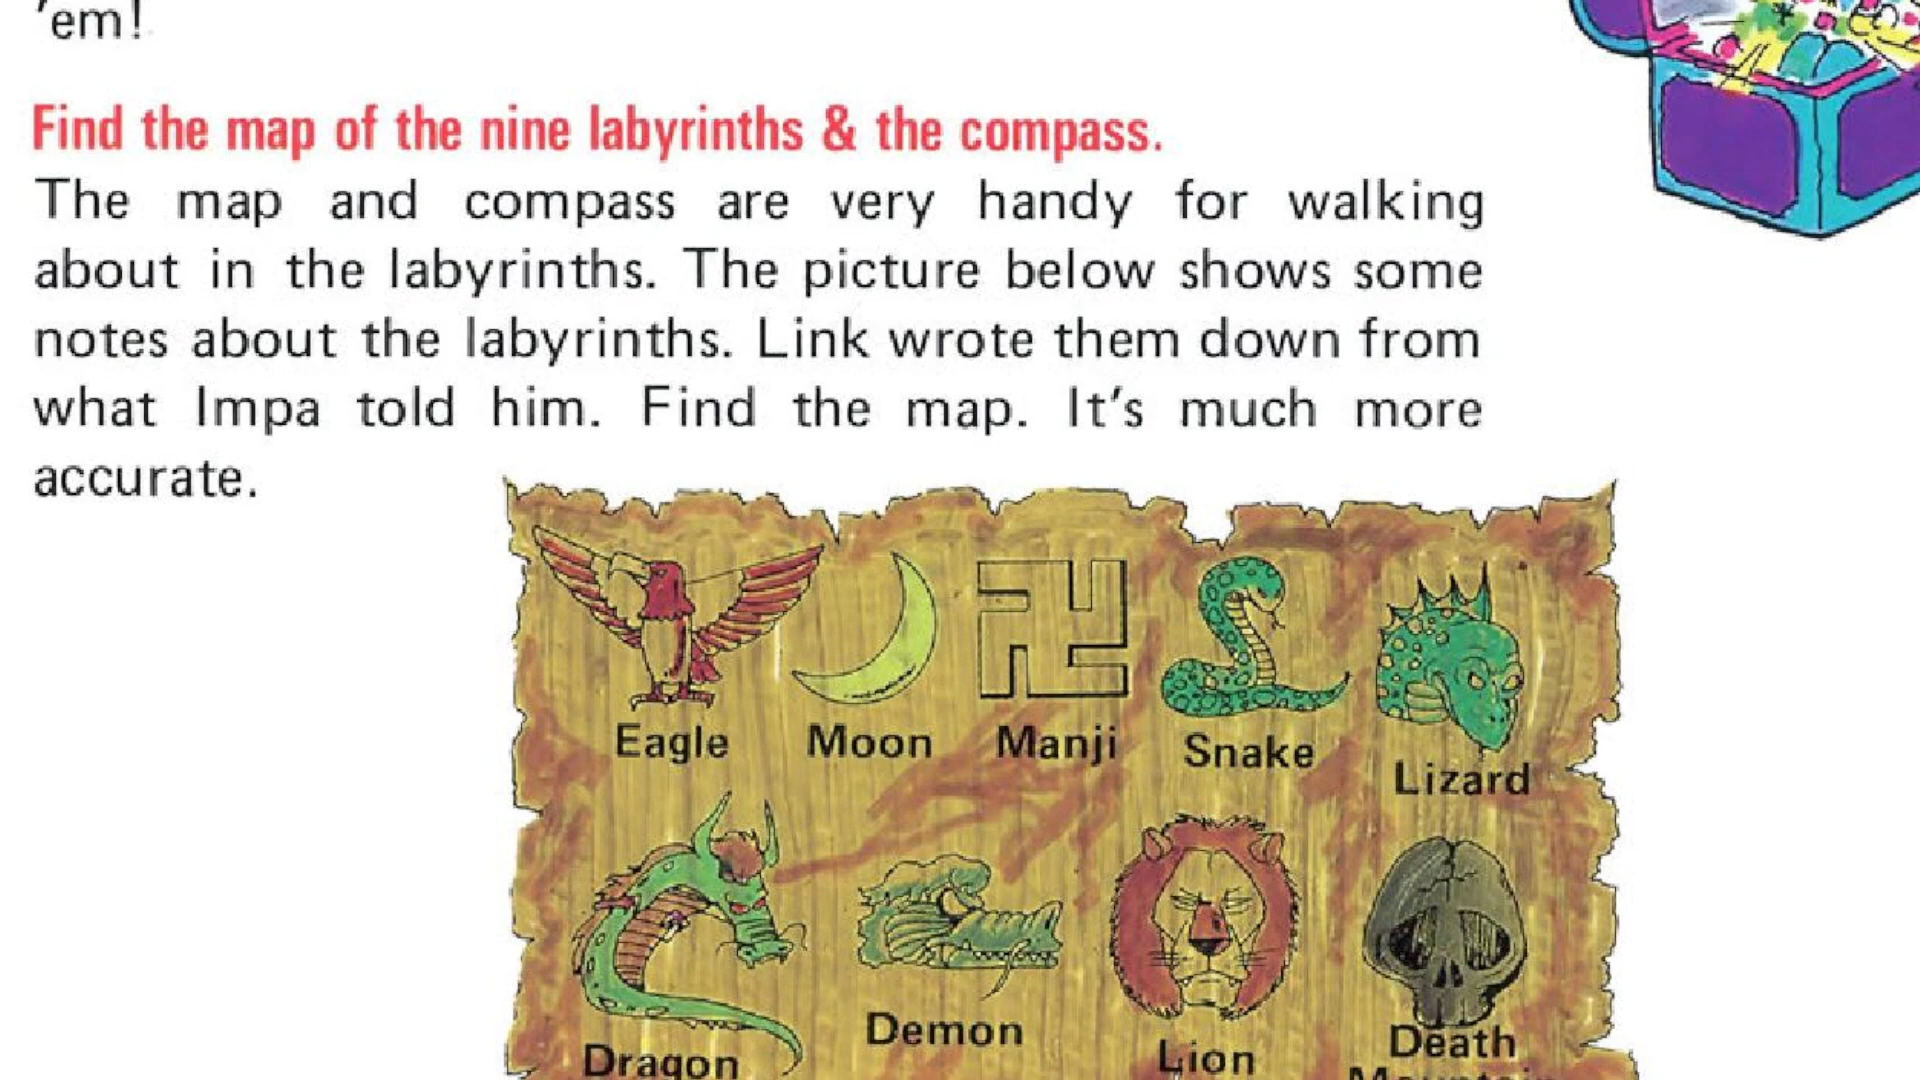 'em!
Find the map of the nine labyrinths & the compass.
The map and compass are very handy for walking
about in the labyrinths. The picture below shows some
notes about the labyrinths. Link wrote them down from
what Impa told him. Find the map. It's much more
accurate.
Eagle Moon Manji Snake Lizard
Dragon Demon Lion Death
Mountain